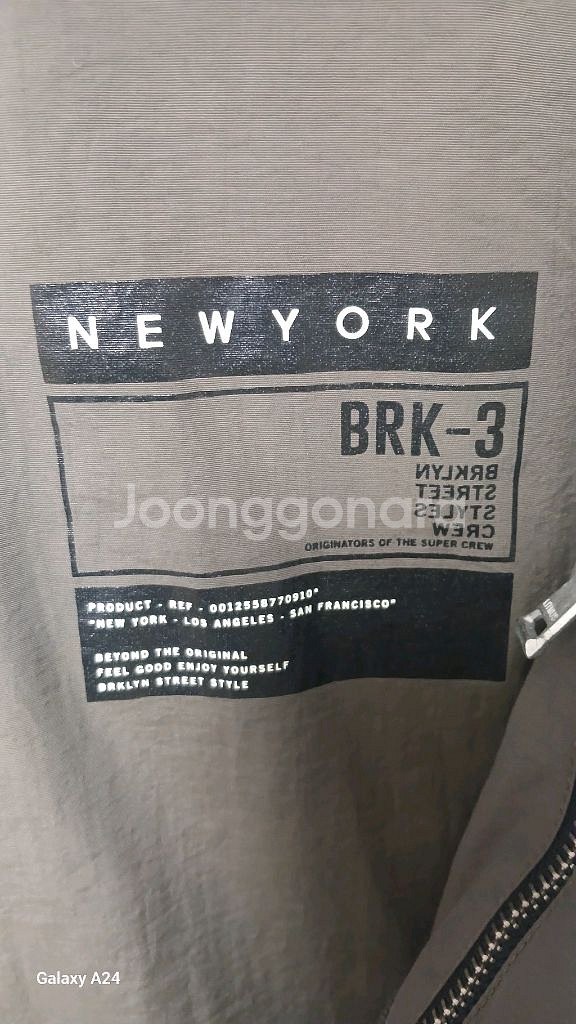 NEWYORK
BRK-3
BRKLYN
STREET
STYLES
CREW
ORIGINATORS OF THE SUPER CREW
Joonggonara
PRODUCT - REF - 0012558770910"
"NEW YORK - LOS ANGELES - SAN FRANCISCO"
BEYOND THE ORIGINAL
FEEL GOOD ENJOY YOURSELF
BRKLYN STREET STYLE
Galaxy A24